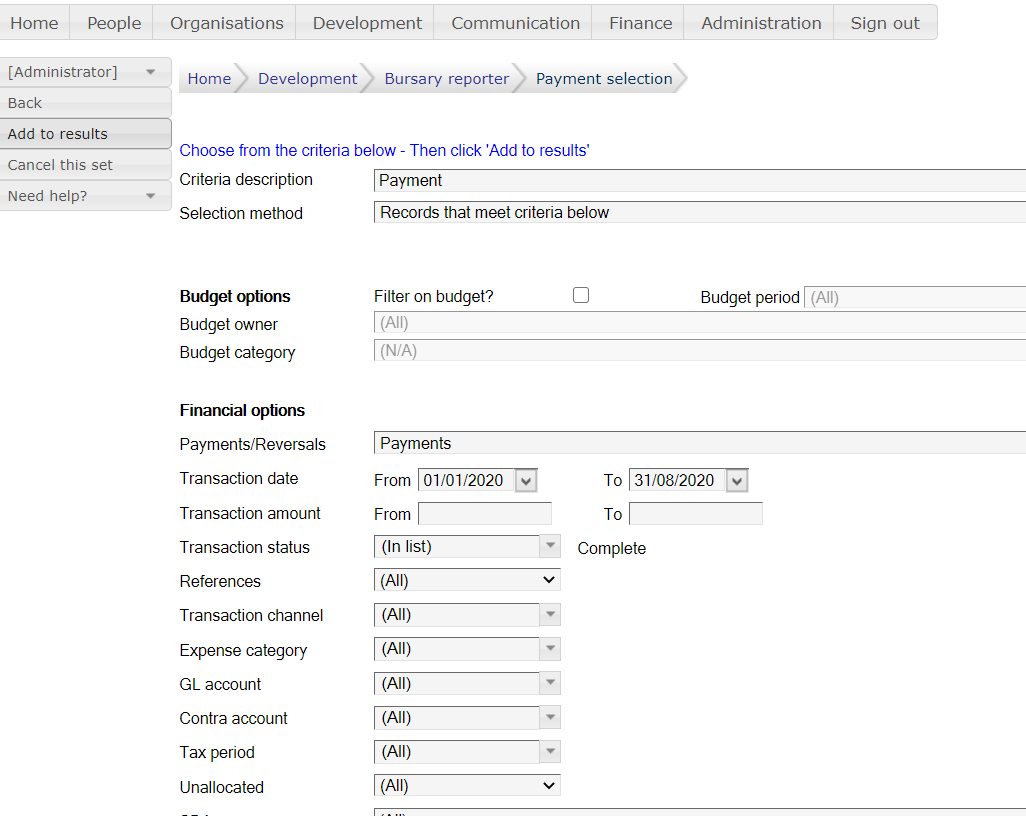 Home People Organisations Development Communication Finance Administration Sign out
[Administrator]
Back
Add to results
Cancel this set
Need help?
Home Development Bursary reporter Payment selection
Choose from the criteria below - Then click 'Add to results'
Criteria description Payment
Selection method Records that meet criteria below
Budget options Filter on budget? Budget period (All)
Budget owner (All)
Budget category (N/A)
Financial options
Payments/Reversals Payments
Transaction date From 01/01/2020 To 31/08/2020
Transaction amount From To
Transaction status (In list) Complete
References (All)
Transaction channel (All)
Expense category (All)
GL account (All)
Contra account (All)
Tax period (All)
Unallocated (All)